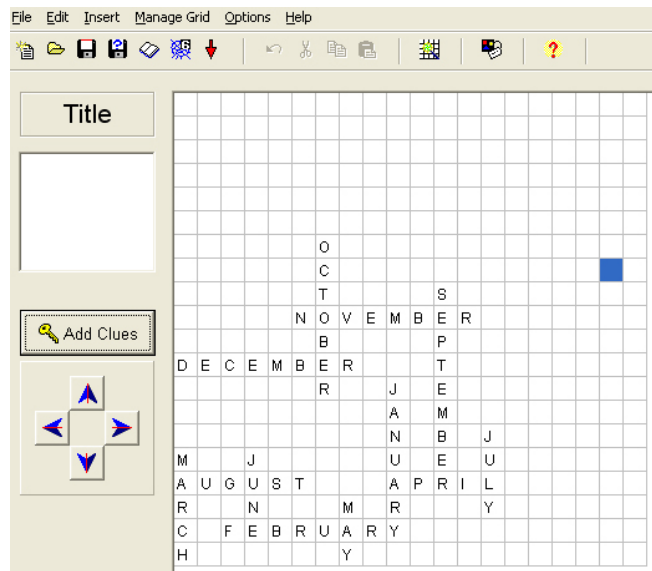 File Edit Insert Manage Grid Options Help
?
Title
Add Clues
O
C
T S
N O V E M B E R
B P
D E C E M B E R T
R J E
A M
N B J
M J U E U
A U G U S T A P R I L
R N M R Y
C F E B R U A R Y
H Y